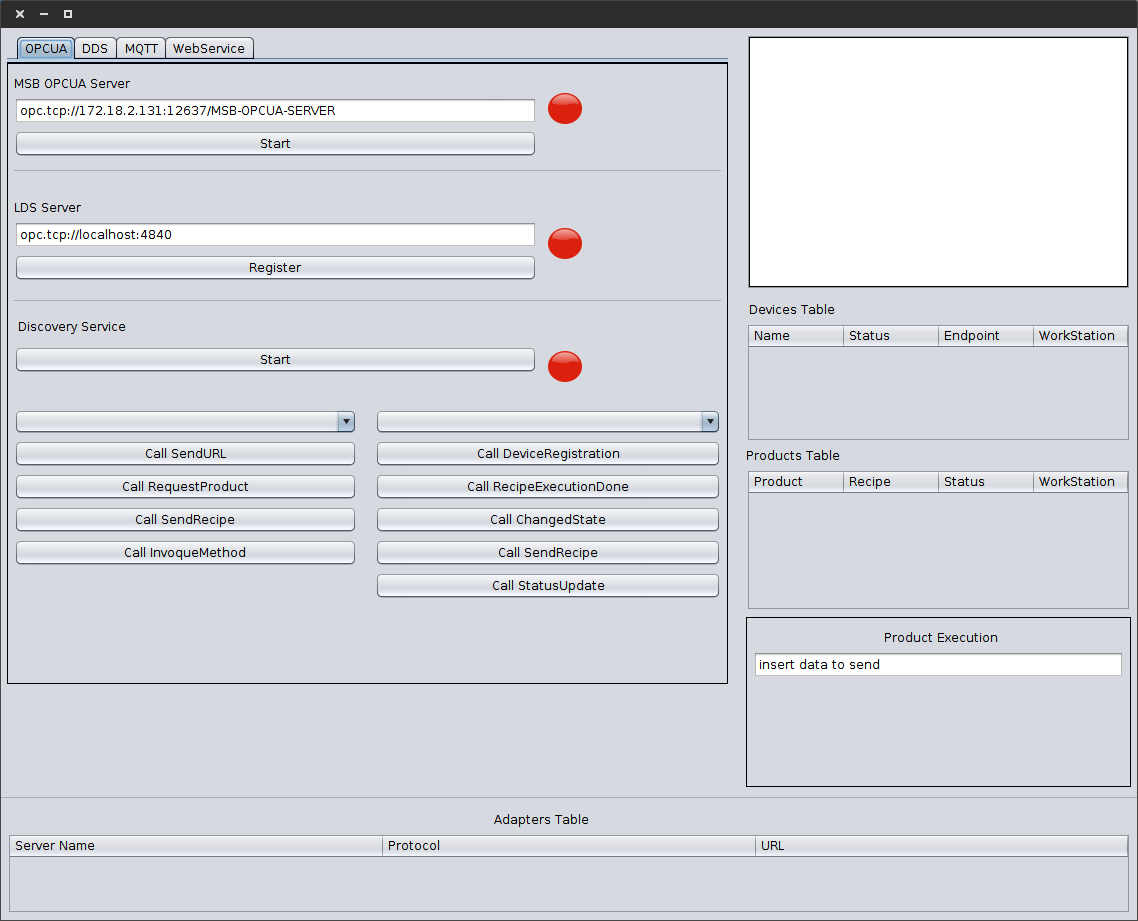 OPCUA DDS MQTT WebService
MSB OPCUA Server
opc.tcp://172.18.2.131:12637/MSB-OPCUA-SERVER
Start
LDS Server
opc.tcp://localhost:4840
Register
Discovery Service
Start
Call SendURL
Call RequestProduct
Call SendRecipe
Call InvoqueMethod
Call DeviceRegistration
Call RecipeExecutionDone
Call ChangedState
Call SendRecipe
Call StatusUpdate
Devices Table
Name Status Endpoint WorkStation
Products Table
Product Recipe Status WorkStation
Product Execution
insert data to send
Adapters Table
Server Name Protocol URL